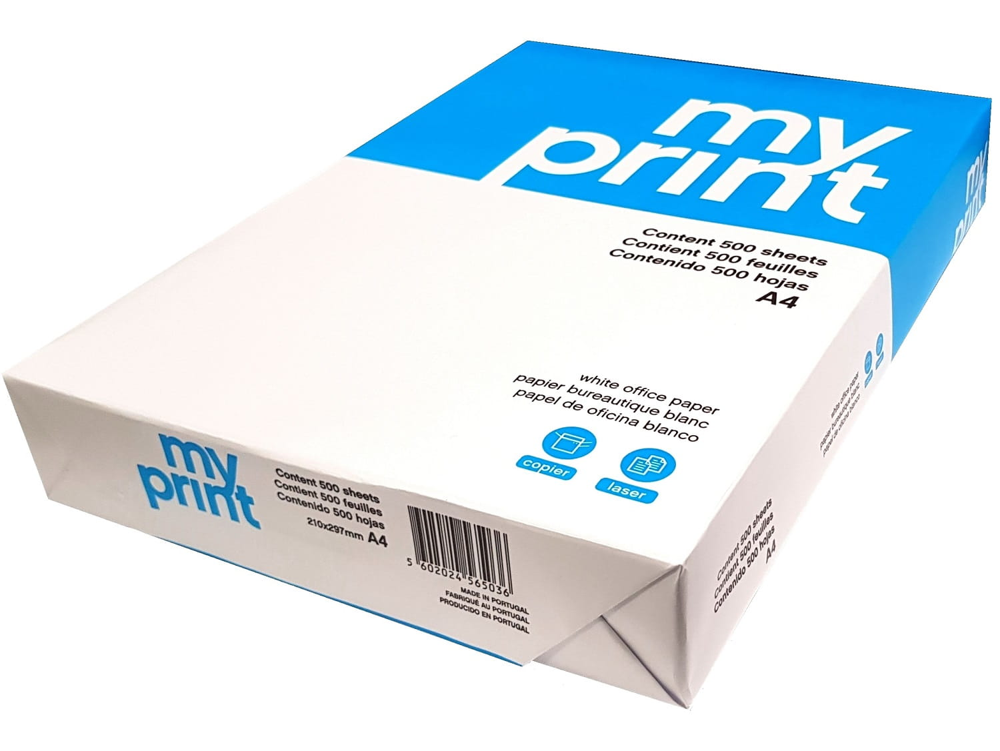 my
print
Content 500 sheets
Contient 500 feuilles
Contenido 500 hojas
A4
white office paper
papier bureautique blanc
papel de oficina blanco
copier
laser
my
print
Content 500 sheets
Contient 500 feuilles
Contenido 500 hojas
210x297mm A4
5 602024 565036
MADE IN PORTUGAL
FABRIQUÉ AU PORTUGAL
PRODUCIDO EN PORTUGAL
my
print
white office paper
papier bureautique blanc
papel de oficina blanco
Content 500 sheets
Contient 500 feuilles
Contenido 500 hojas
A4